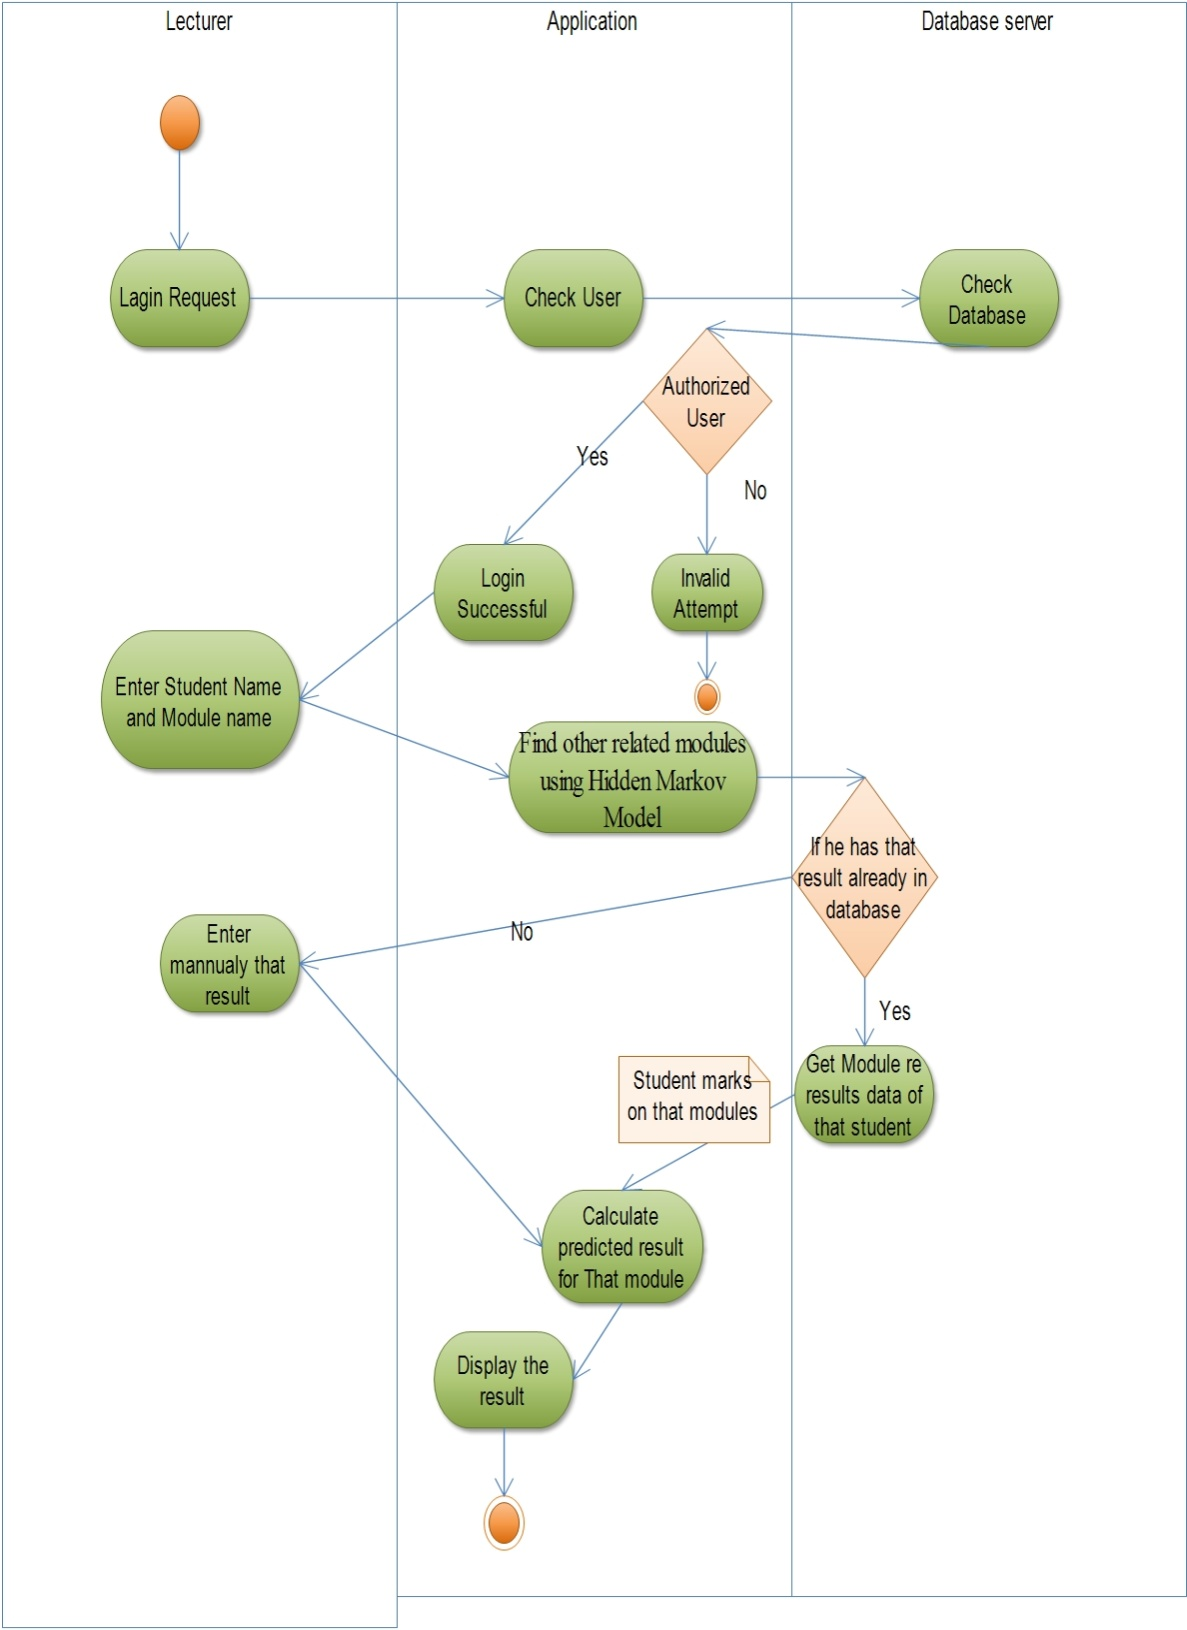 Lecturer
Application
Database server
Lagin Request
Check User
Check
Database
Authorized
User
Yes
No
Login
Successful
Invalid
Attempt
Enter Student Name
and Module name
Find other related modules
using Hidden Markov
Model
If he has that
result already in
database
No
Enter
mannualy that
result
Yes
Get Module re
results data of
that student
Student marks
on that modules
Calculate
predicted result
for That module
Display the
result